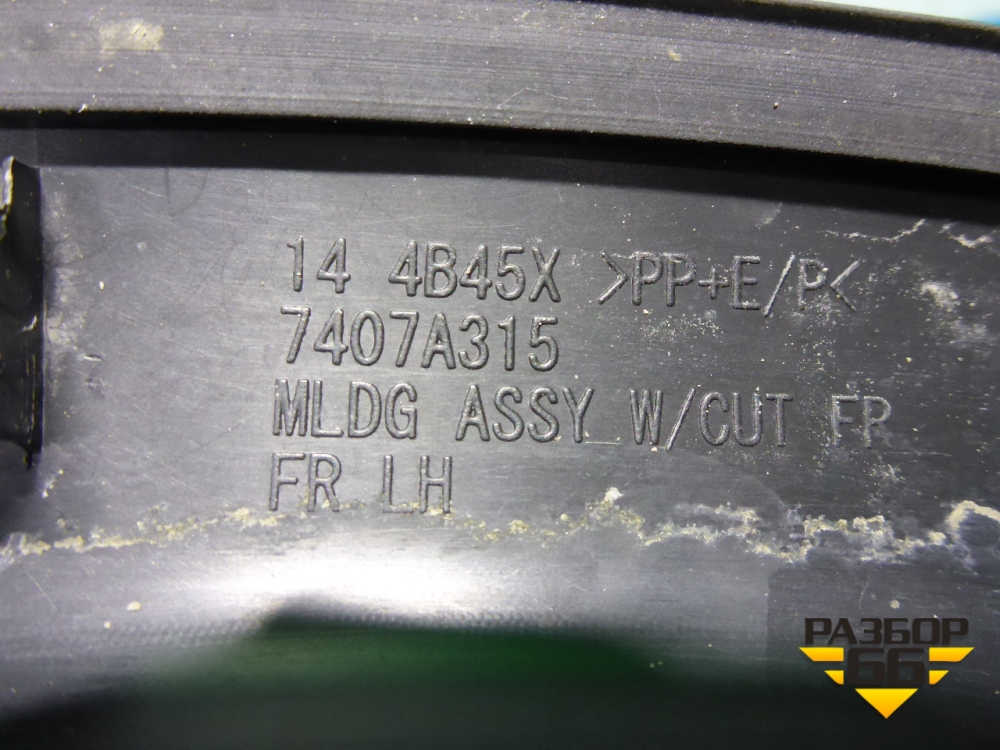 14 4B45X >PP+E/P<
7407A315
MLDG ASSY W/CUT FR
FR LH
РАЗБОР
66